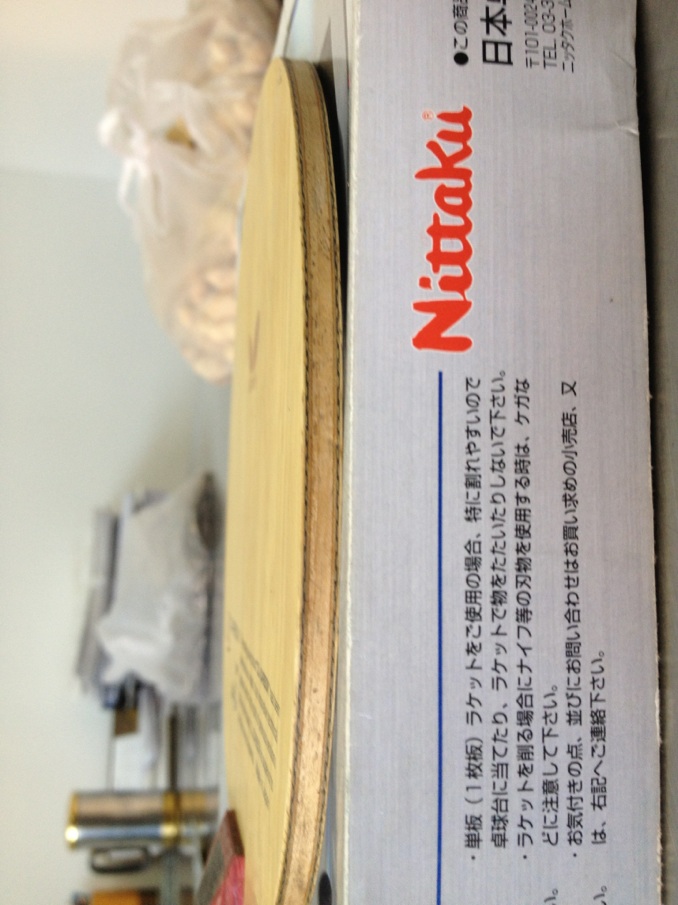 ●この商品
日本
〒101-0024
TEL. 03-3
ニッタクホーム
Nittaku®
・単板（1枚板）ラケットをご使用の場合、特に割れやすいので
卓球台に当てたり、ラケットで物をたたいたりしないで下さい。
・ラケットを削る場合にナイフ等の刃物を使用する時は、ケガな
どに注意して下さい。
・お気付きの点、並びにお問い合わせはお買い求めの小売店、又
は、右記へご連絡下さい。